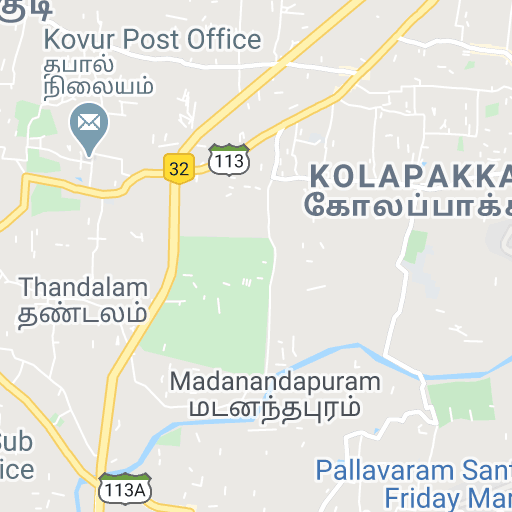 குடி
Kovur Post Office
தபால்
நிலையம்
113
32
KOLAPAKKA
கோலப்பாக்க
Thandalam
தண்டலம்
Madanandapuram
மடனந்தபுரம்
Sub
ice
Pallavaram Sant
Friday Mar
113A